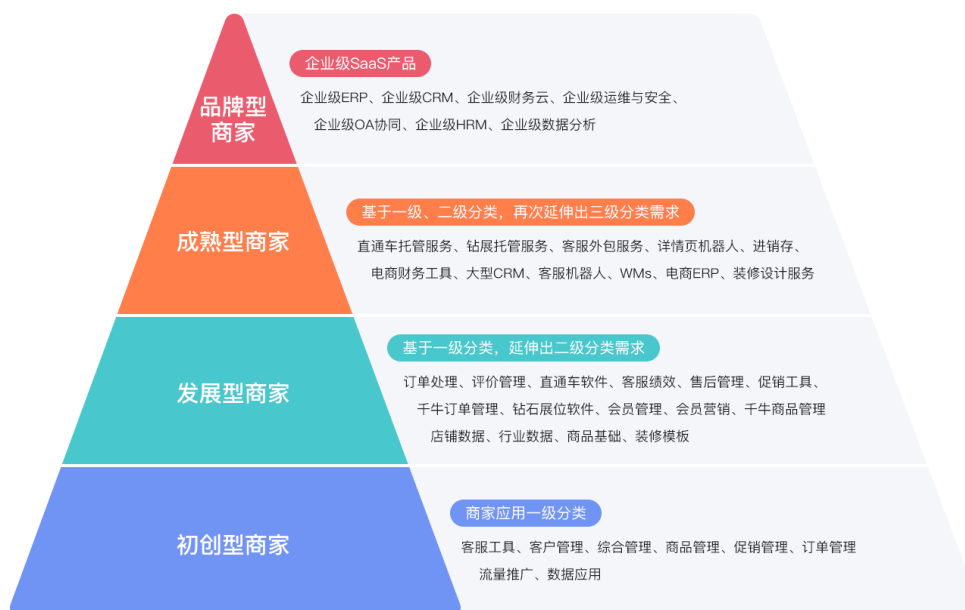 企业级SaaS产品
品牌型
商家
企业级ERP、企业级CRM、企业级财务云、企业级运维与安全、
企业级OA协同、企业级HRM、企业级数据分析
基于一级、二级分类，再次延伸出三级分类需求
成熟型商家
直通车托管服务、钻展托管服务、客服外包服务、详情页机器人、进销存、
电商财务工具、大型CRM、客服机器人、WMs、电商ERP、装修设计服务
基于一级分类，延伸出二级分类需求
发展型商家
订单处理、评价管理、直通车软件、客服绩效、售后管理、促销工具、
千牛订单管理、钻石展位软件、会员管理、会员营销、千牛商品管理
店铺数据、行业数据、商品基础、装修模板
商家应用一级分类
初创型商家
客服工具、客户管理、综合管理、商品管理、促销管理、订单管理
流量推广、数据应用